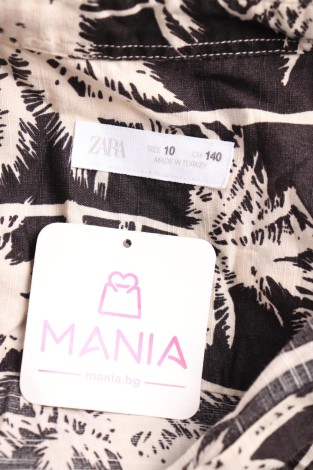 ZARA
SIZE 10 CM 140
MADE IN TURKEY
MANIA
mania.bg